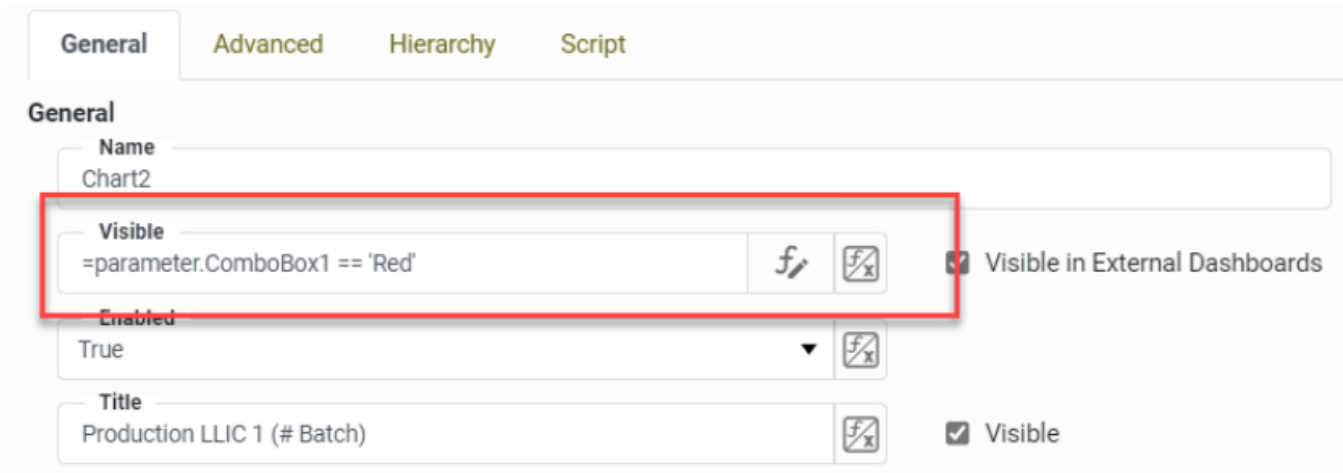 General Advanced Hierarchy Script
General
Name
Chart2
Visible
=parameter.ComboBox1 == 'Red'
Visible in External Dashboards
Enabled
True
Title
Production LLIC 1 (# Batch)
Visible